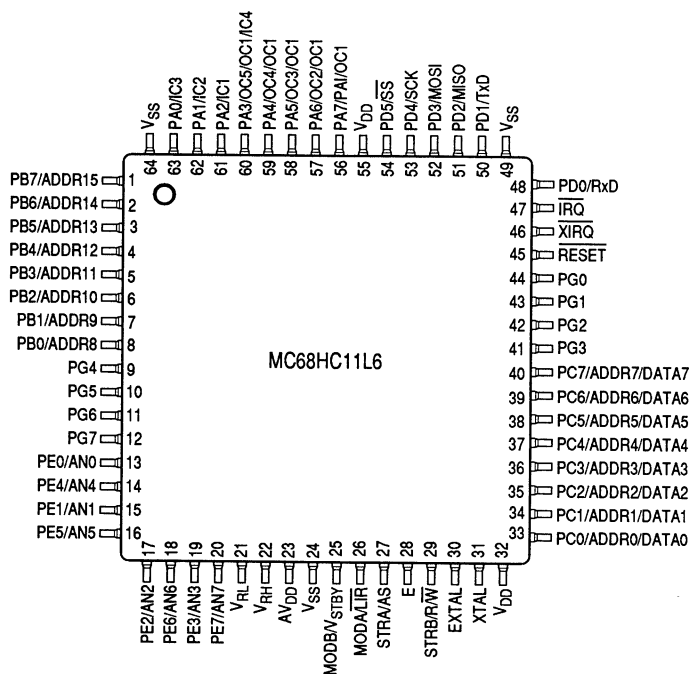 VSS
PA0/IC3
PA1/IC2
PA2/IC1
PA3/OC5/OC1/IC4
PA4/OC4/OC1
PA5/OC3/OC1
PA6/OC2/OC1
PA7/PAI/OC1
VDD
PD5/SS
PD4/SCK
PD3/MOSI
PD2/MISO
PD1/TxD
VSS
64 63 62 61 60 59 58 57 56 55 54 53 52 51 50 49
PB7/ADDR15 1
PB6/ADDR14 2
PB5/ADDR13 3
PB4/ADDR12 4
PB3/ADDR11 5
PB2/ADDR10 6
PB1/ADDR9 7
PB0/ADDR8 8
PG4 9
PG5 10
PG6 11
PG7 12
PE0/AN0 13
PE4/AN4 14
PE1/AN1 15
PE5/AN5 16
MC68HC11L6
48 PD0/RxD
47 IRQ
46 XIRQ
45 RESET
44 PG0
43 PG1
42 PG2
41 PG3
40 PC7/ADDR7/DATA7
39 PC6/ADDR6/DATA6
38 PC5/ADDR5/DATA5
37 PC4/ADDR4/DATA4
36 PC3/ADDR3/DATA3
35 PC2/ADDR2/DATA2
34 PC1/ADDR1/DATA1
33 PC0/ADDR0/DATA0
17 18 19 20 21 22 23 24 25 26 27 28 29 30 31 32
PE2/AN2
PE6/AN6
PE3/AN3
PE7/AN7
VRL
VRH
AVDD
VSS
MODB/VSTBY
MODA/LIR
STRA/AS
E
STRB/R/W
EXTAL
XTAL
VDD